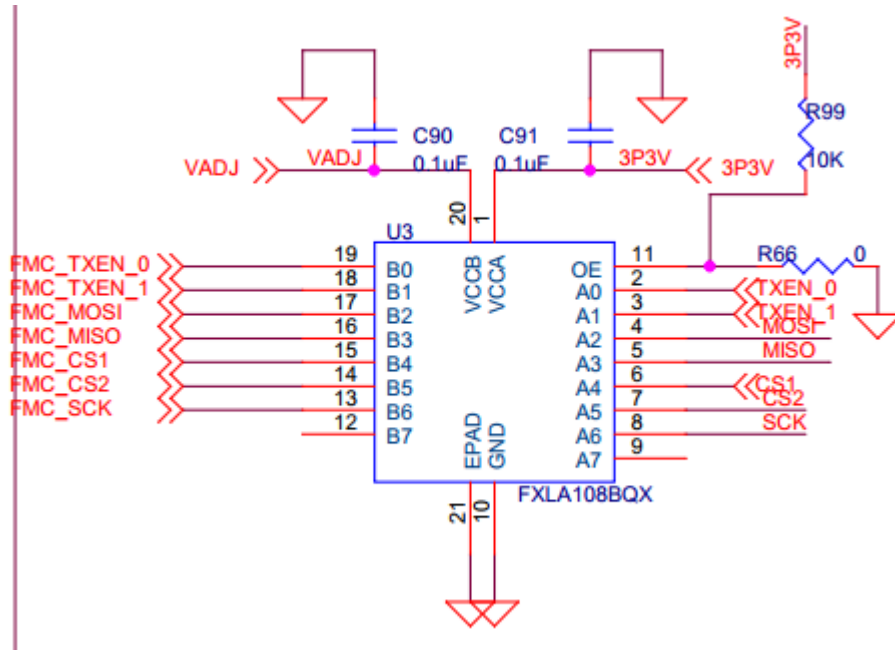 3P3V
R99
10K
C90
0.1uF
C91
0.1uF
VADJ
VADJ
3P3V
3P3V
20
1
U3
VCCB
VCCA
FMC_TXEN_0
19
B0
OE
11
R66
0
FMC_TXEN_1
18
B1
A0
2
TXEN_0
FMC_MOSI
17
B2
A1
3
TXEN_1
FMC_MISO
16
B3
A2
4
MOSI
FMC_CS1
15
B4
A3
5
MISO
FMC_CS2
14
B5
A4
6
CS1
FMC_SCK
13
B6
A5
7
CS2
12
B7
A6
8
SCK
A7
9
EPAD
GND
FXLA108BQX
21
10